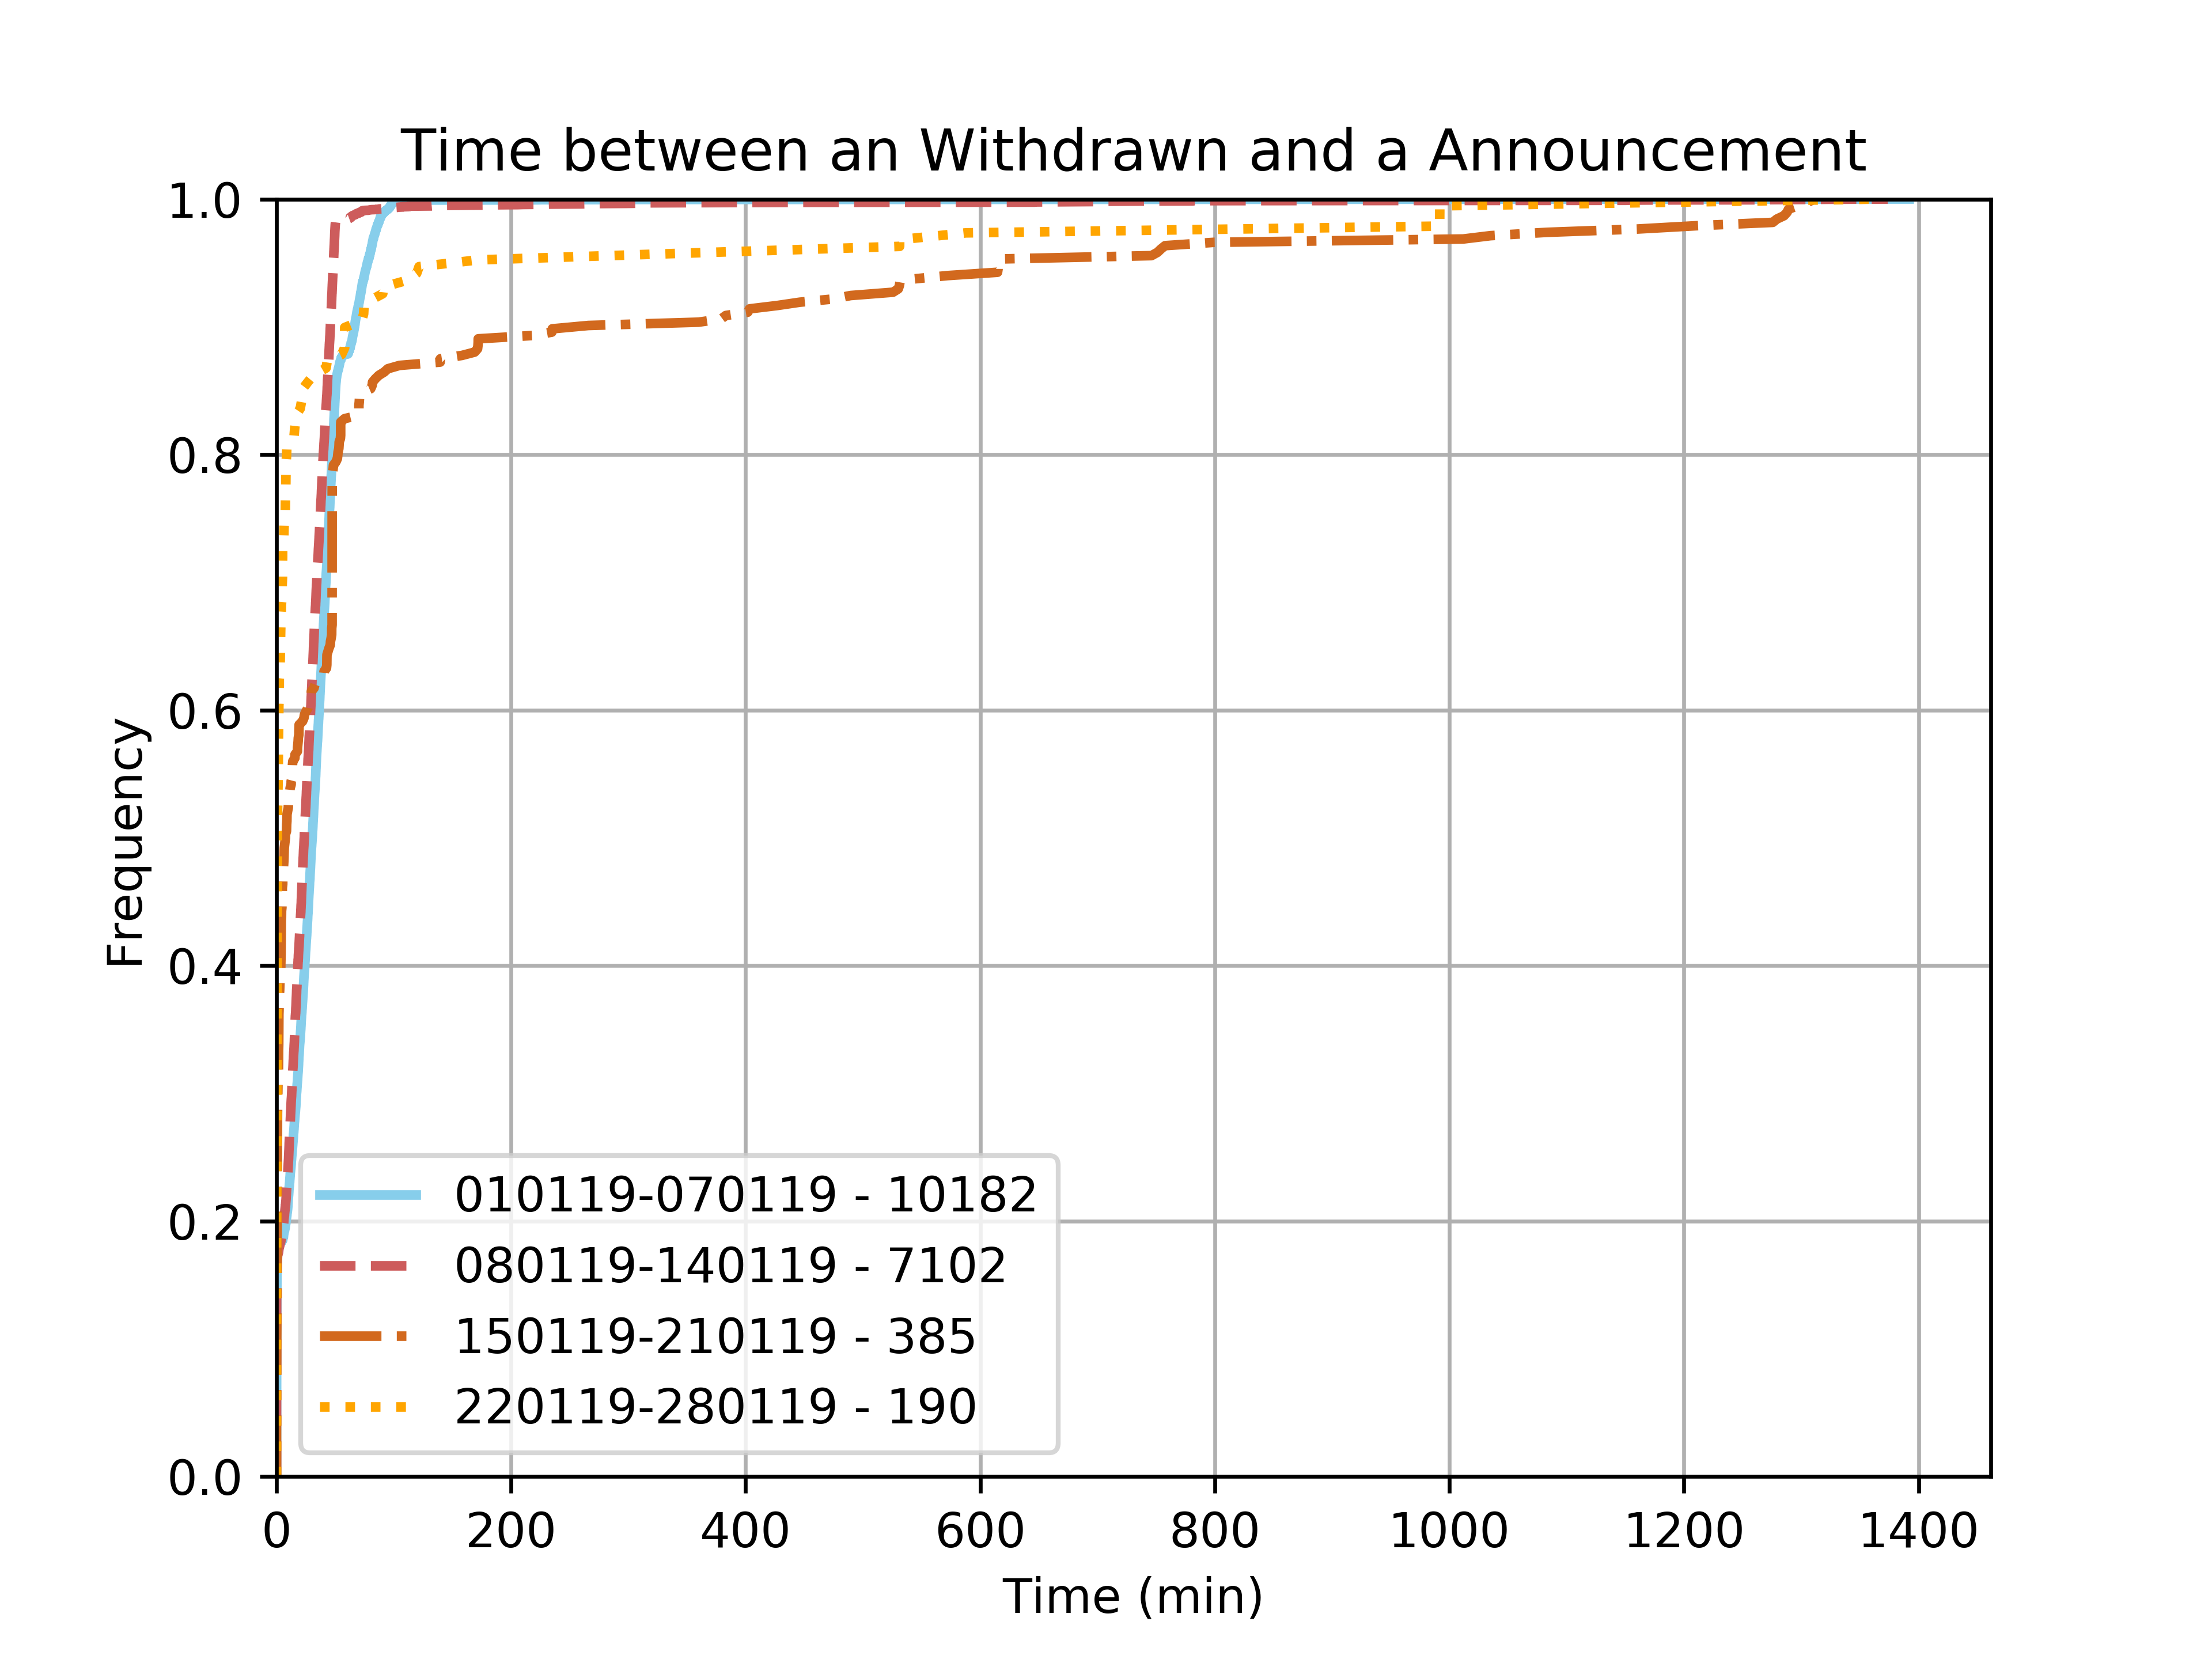 Time between an Withdrawn and a Announcement
1.0
0.8
0.6
0.4
0.2
0.0
Frequency
010119-070119 - 10182
080119-140119 - 7102
150119-210119 - 385
220119-280119 - 190
0 200 400 600 800 1000 1200 1400
Time (min)